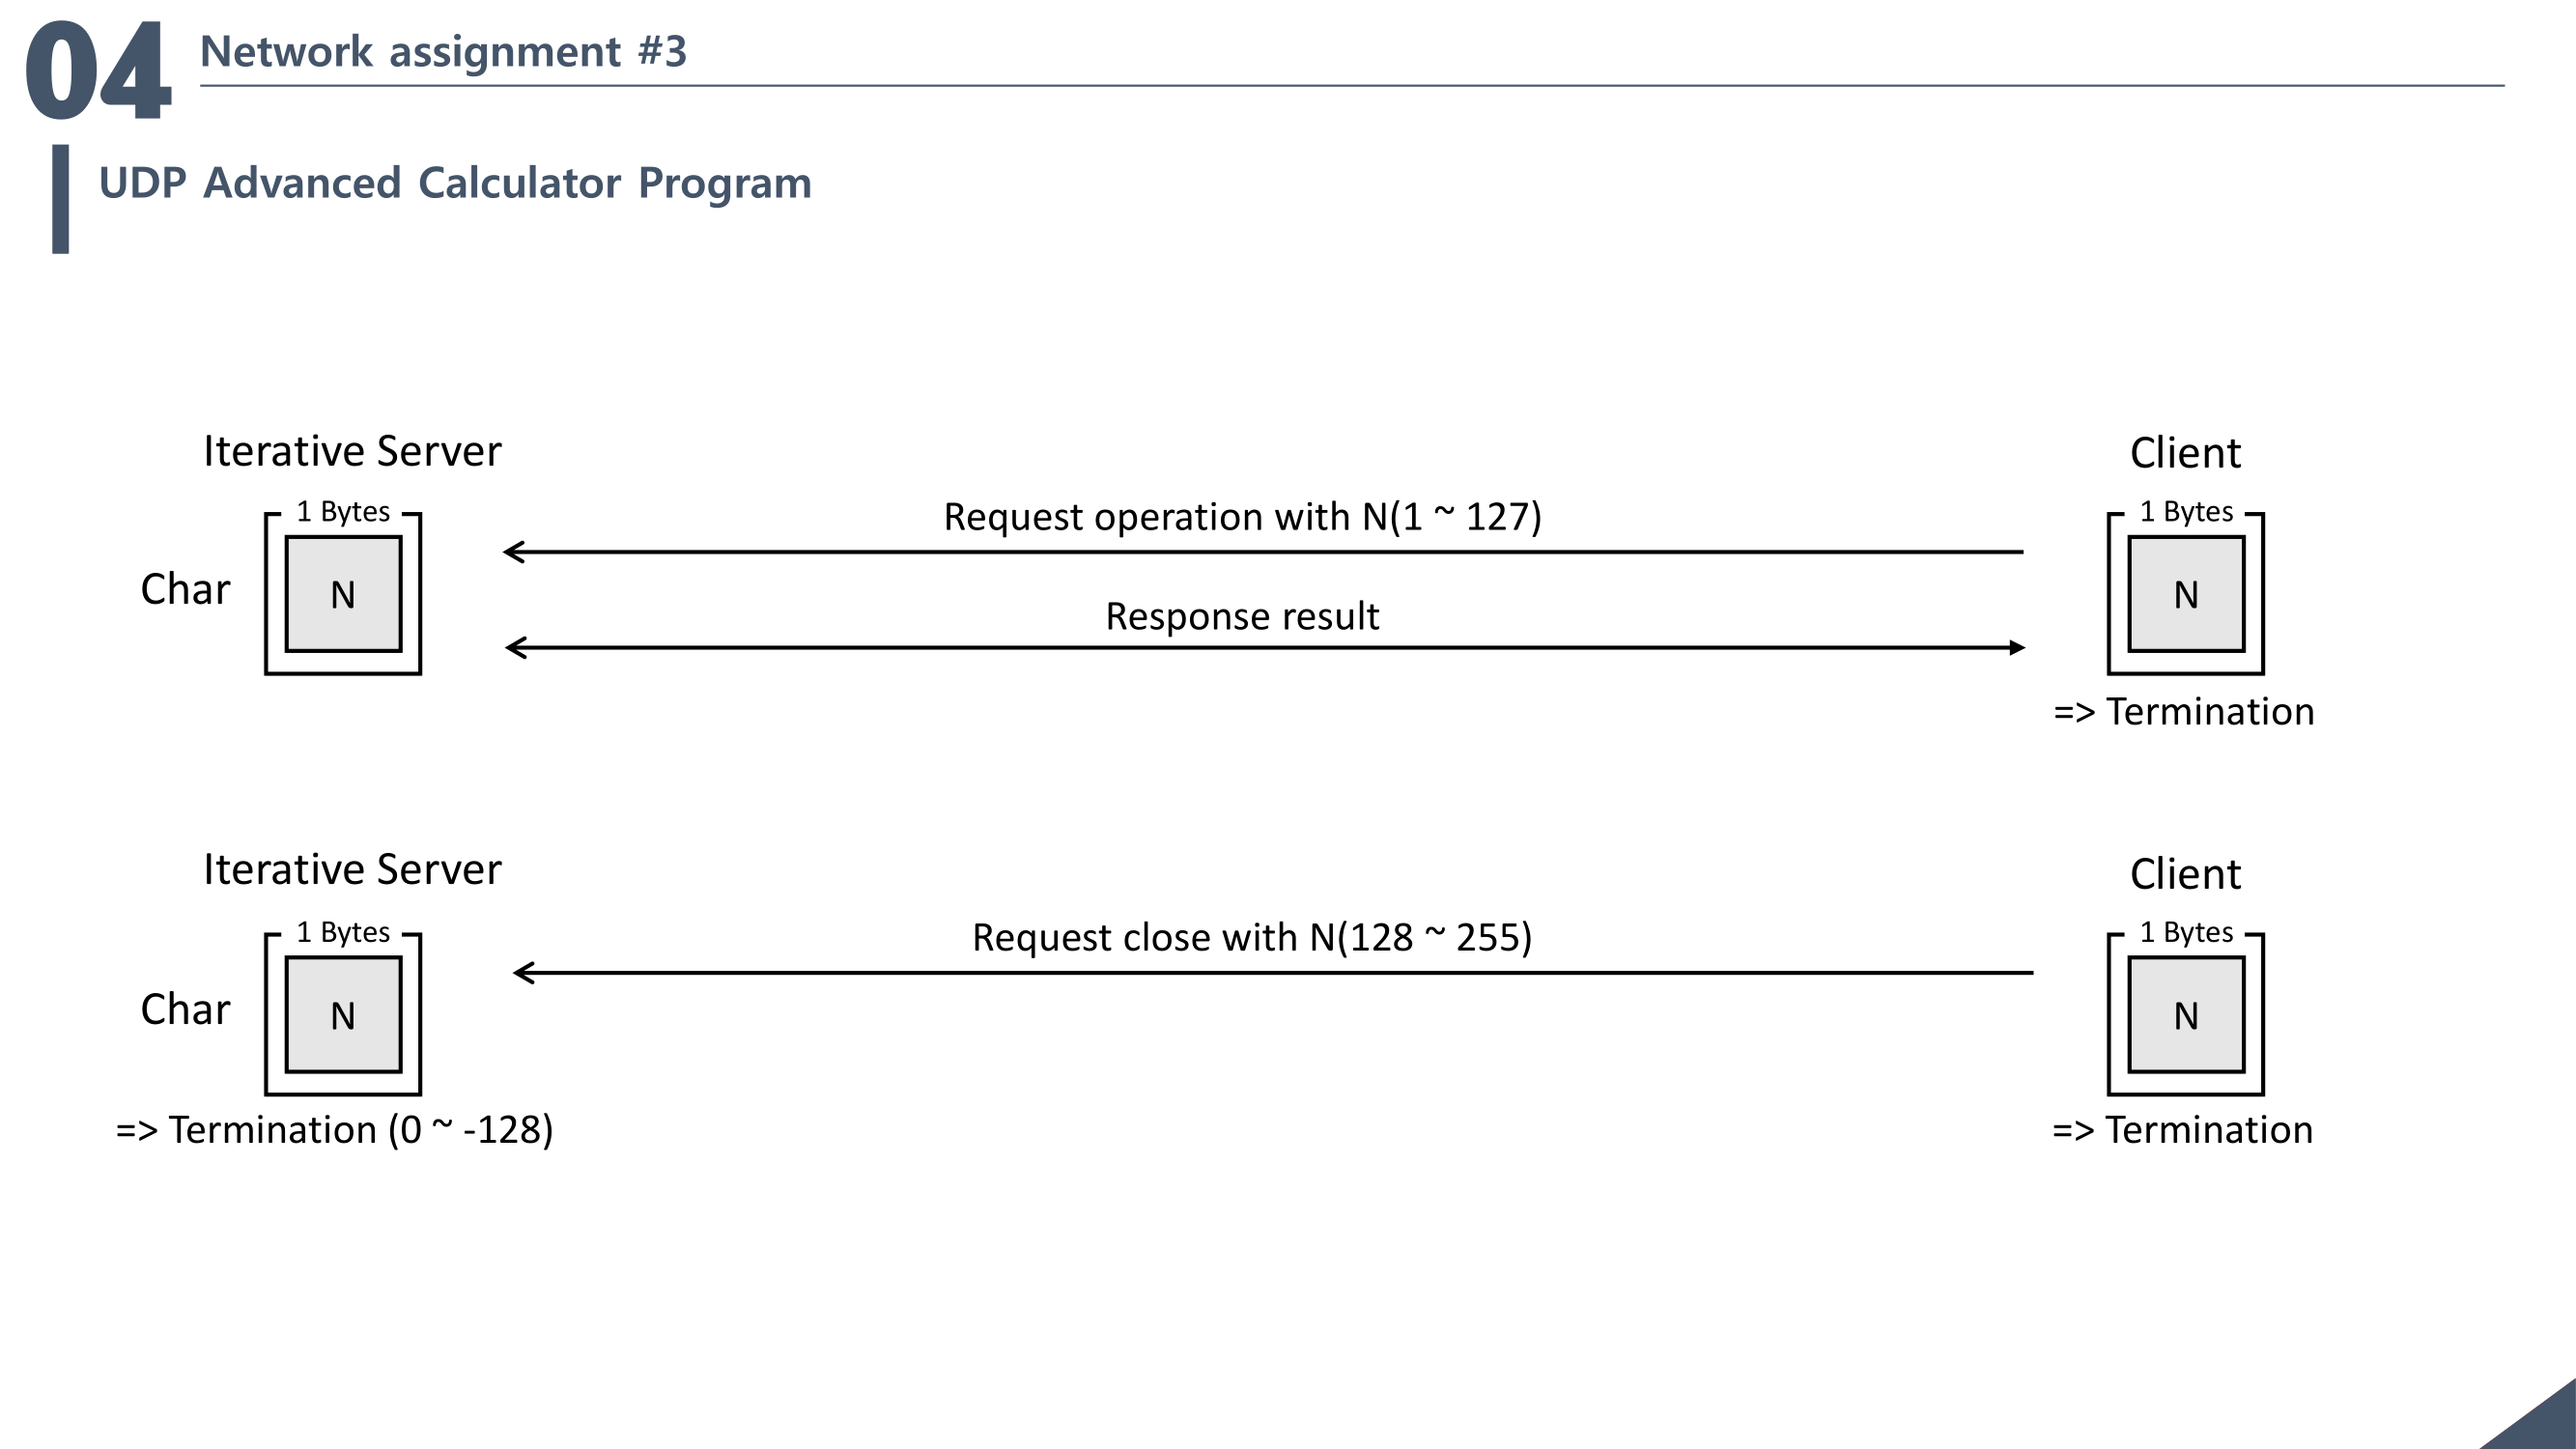 04
Network assignment #3
UDP Advanced Calculator Program
Iterative Server
Client
1 Bytes
Request operation with N(1 ~ 127)
1 Bytes
Char
N
N
Response result
=> Termination
Iterative Server
Client
1 Bytes
Request close with N(128 ~ 255)
1 Bytes
Char
N
N
=> Termination (0 ~ -128)
=> Termination